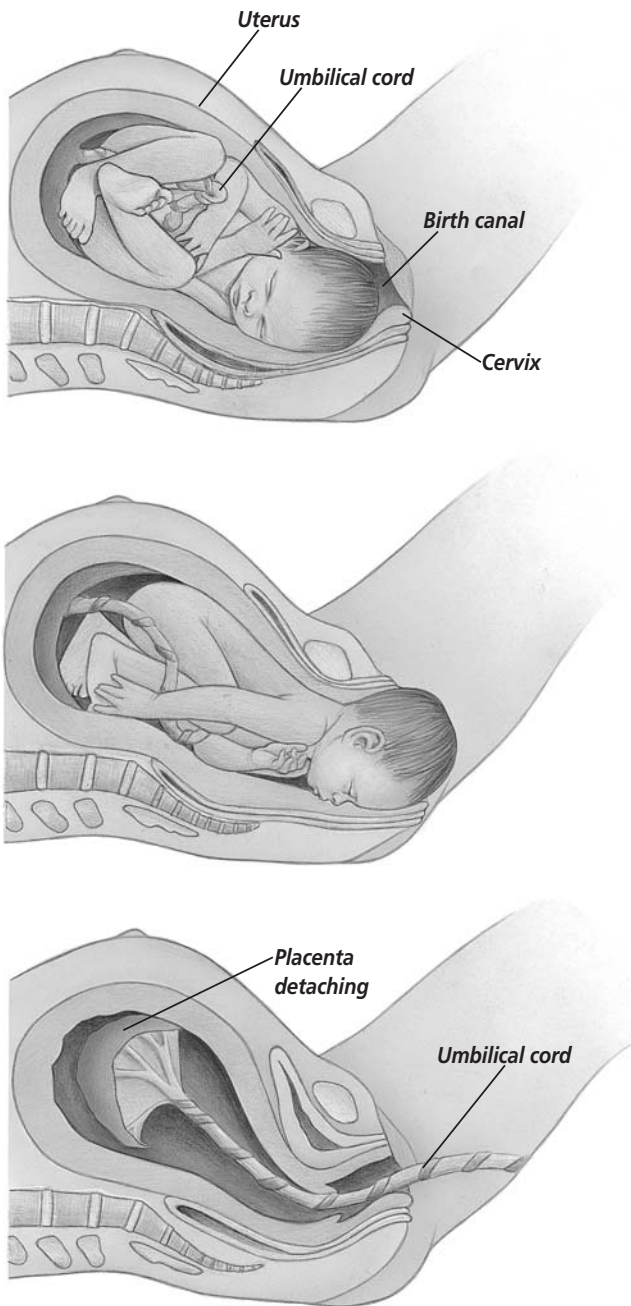 Uterus
Umbilical cord
Birth canal
Cervix
Placenta
detaching
Umbilical cord